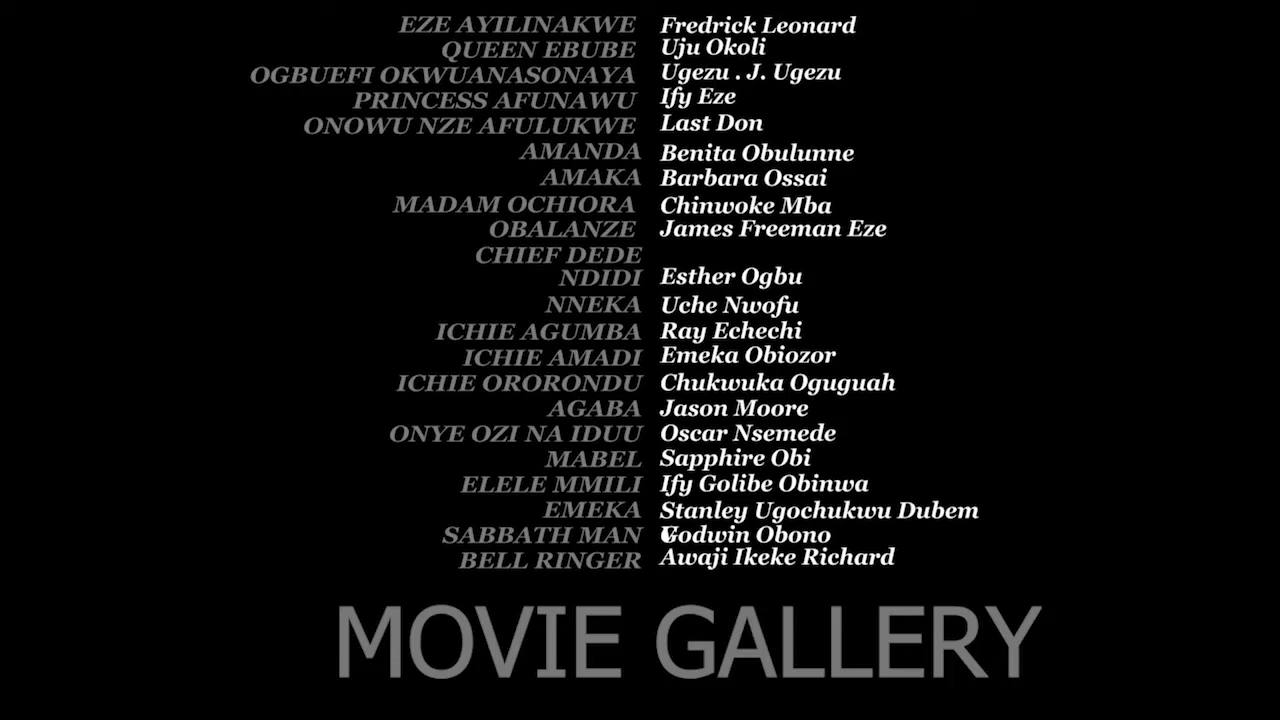 EZE AYILINAKWE Fredrick Leonard
QUEEN EBUBE Uju Okoli
OGBUEFI OKWUANASONAYA Ugezu . J. Ugezu
PRINCESS AFUNAWU Ify Eze
ONOWU NZE AFULUKWE Last Don
AMANDA Benita Obulunne
AMAKA Barbara Ossai
MADAM OCHIORA Chinwoke Mba
OBALANZE James Freeman Eze
CHIEF DEDE
NDIDI Esther Ogbu
NNEKA Uche Nwofu
ICHIE AGUMBA Ray Echechi
ICHIE AMADI Emeka Obiozor
ICHIE ORORONDU Chukwuka Oguguah
AGABA Jason Moore
ONYE OZI NA IDUU Oscar Nsemede
MABEL Sapphire Obi
ELELE MMILI Ify Golibe Obinwa
EMEKA Stanley Ugochukwu Dubem
SABBATH MAN Godwin Obono
BELL RINGER Awaji Ikeke Richard
MOVIE GALLERY